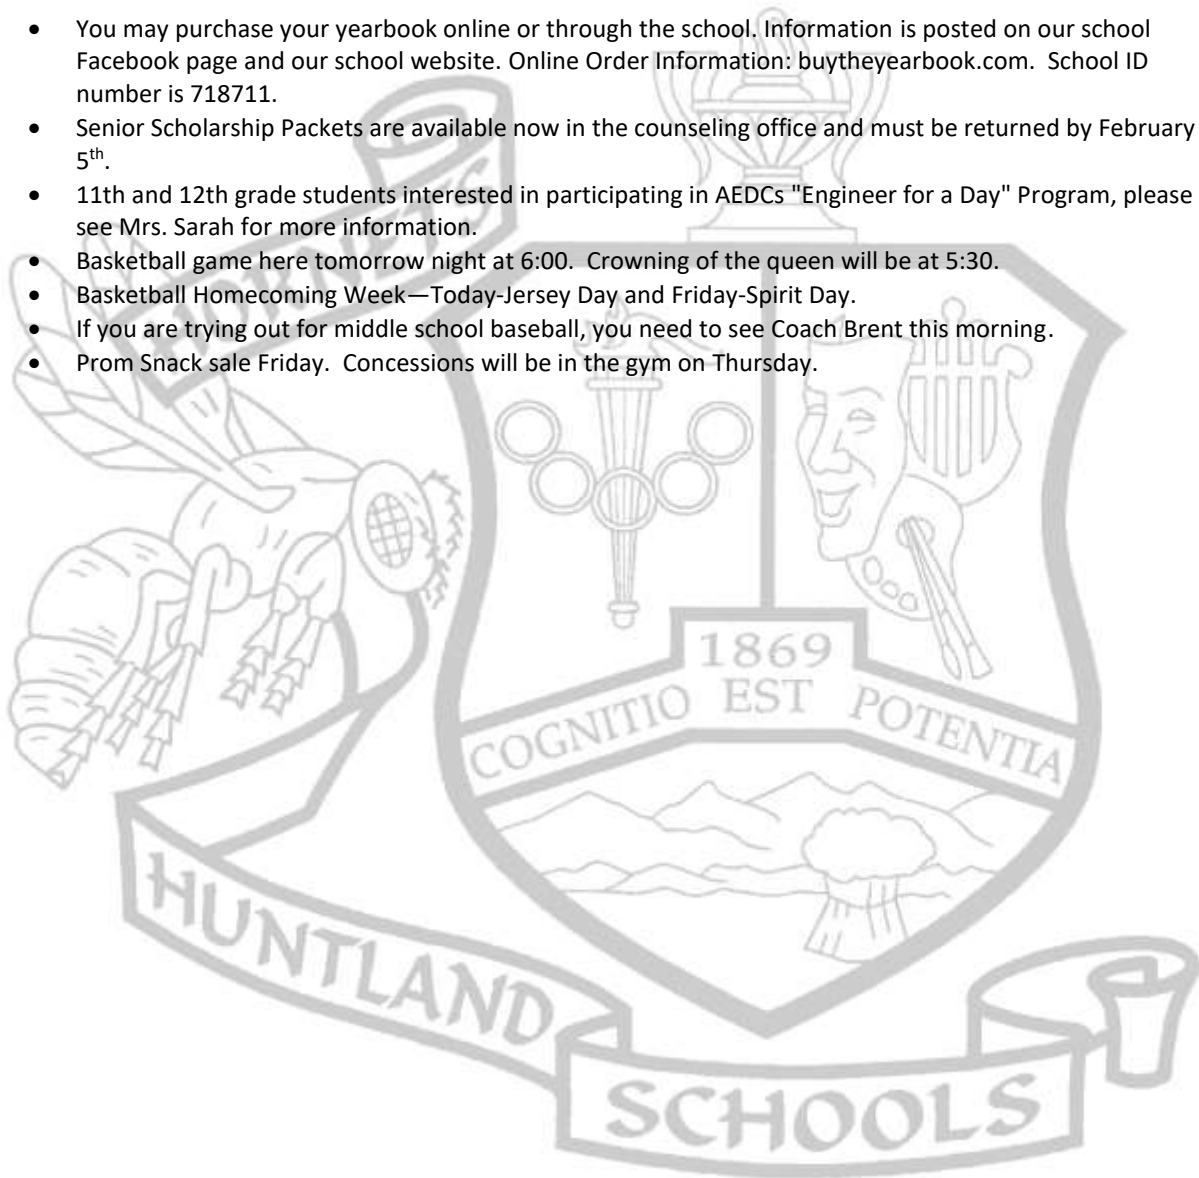 • You may purchase your yearbook online or through the school. Information is posted on our school
Facebook page and our school website. Online Order Information: buytheyearbook.com.  School ID
number is 718711.
• Senior Scholarship Packets are available now in the counseling office and must be returned by February
5th.
• 11th and 12th grade students interested in participating in AEDCs "Engineer for a Day" Program, please
see Mrs. Sarah for more information.
• Basketball game here tomorrow night at 6:00.  Crowning of the queen will be at 5:30.
• Basketball Homecoming Week—Today-Jersey Day and Friday-Spirit Day.
• If you are trying out for middle school baseball, you need to see Coach Brent this morning.
• Prom Snack sale Friday.  Concessions will be in the gym on Thursday.
HORNETS
1869
COGNITIO EST POTENTIA
HUNTLAND
SCHOOLS